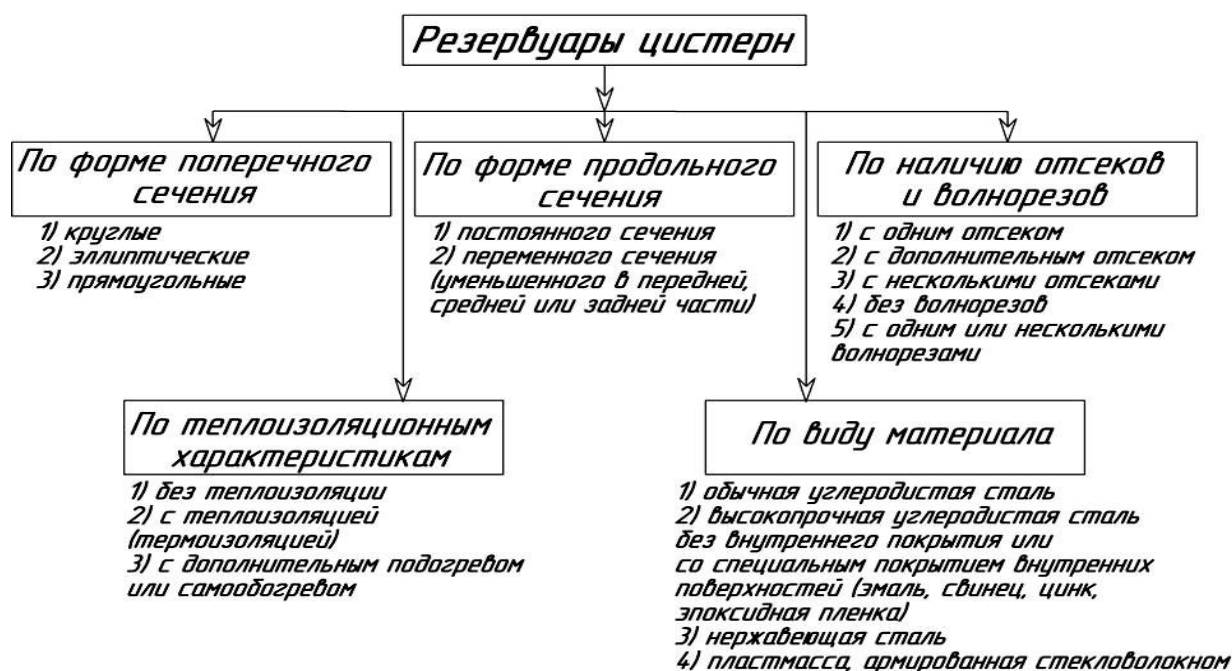 Резервуары цистерн
По форме поперечного
сечения
1) круглые
2) эллиптические
3) прямоугольные
По форме продольного
сечения
1) постоянного сечения
2) переменного сечения
(уменьшенного в передней,
средней или задней части)
По наличию отсеков
и волнорезов
1) с одним отсеком
2) с дополнительным отсеком
3) с несколькими отсеками
4) без волнорезов
5) с одним или несколькими
волнорезами
По теплоизоляционным
характеристикам
1) без теплоизоляции
2) с теплоизоляцией
(термоизоляцией)
3) с дополнительным подогревом
или самообогревом
По виду материала
1) обычная углеродистая сталь
2) высокопрочная углеродистая сталь
без внутреннего покрытия или
со специальным покрытием внутренних
поверхностей (эмаль, свинец, цинк,
эпоксидная пленка)
3) нержавеющая сталь
4) пластмасса, армированная стекловолокном